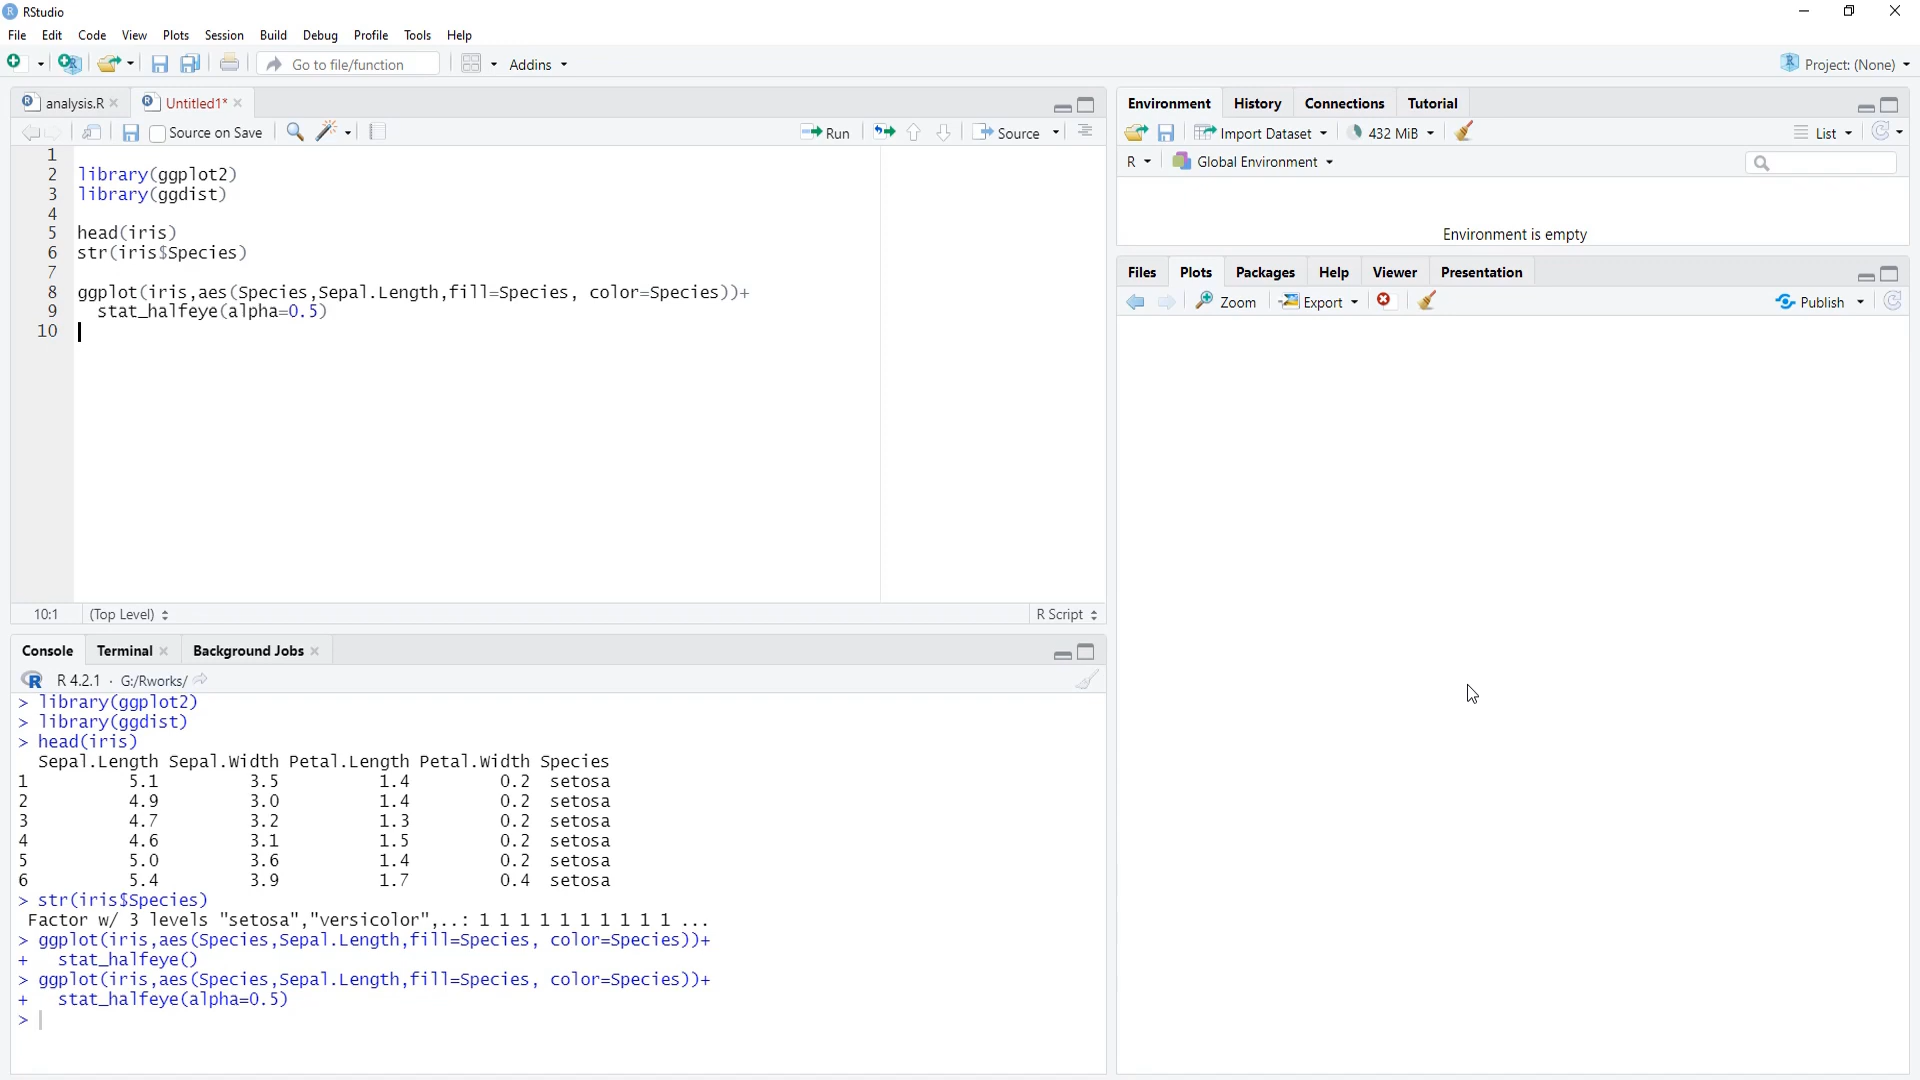 RStudio
File Edit Code View Plots Session Build Debug Profile Tools Help
Go to file/function Addins Project: (None)
analysis.R Untitled1*
Source on Save Run Source
1
2 library(ggplot2)
3 library(ggdist)
4
5 head(iris)
6 str(iris$Species)
7
8 ggplot(iris,aes(Species,Sepal.Length,fill=Species, color=Species))+
9 stat_halfeye(alpha=0.5)
10
10:1 (Top Level) R Script
Console Terminal Background Jobs
R 4.2.1 · G:/Rworks/
> library(ggplot2)
> library(ggdist)
> head(iris)
Sepal.Length Sepal.Width Petal.Length Petal.Width Species
1 5.1 3.5 1.4 0.2 setosa
2 4.9 3.0 1.4 0.2 setosa
3 4.7 3.2 1.3 0.2 setosa
4 4.6 3.1 1.5 0.2 setosa
5 5.0 3.6 1.4 0.2 setosa
6 5.4 3.9 1.7 0.4 setosa
> str(iris$Species)
Factor w/ 3 levels "setosa","versicolor",..: 1 1 1 1 1 1 1 1 1 1 ...
> ggplot(iris,aes(Species,Sepal.Length,fill=Species, color=Species))+
+ stat_halfeye()
> ggplot(iris,aes(Species,Sepal.Length,fill=Species, color=Species))+
+ stat_halfeye(alpha=0.5)
>
Environment History Connections Tutorial
Import Dataset 432 MiB List
R Global Environment
Environment is empty
Files Plots Packages Help Viewer Presentation
Zoom Export Publish